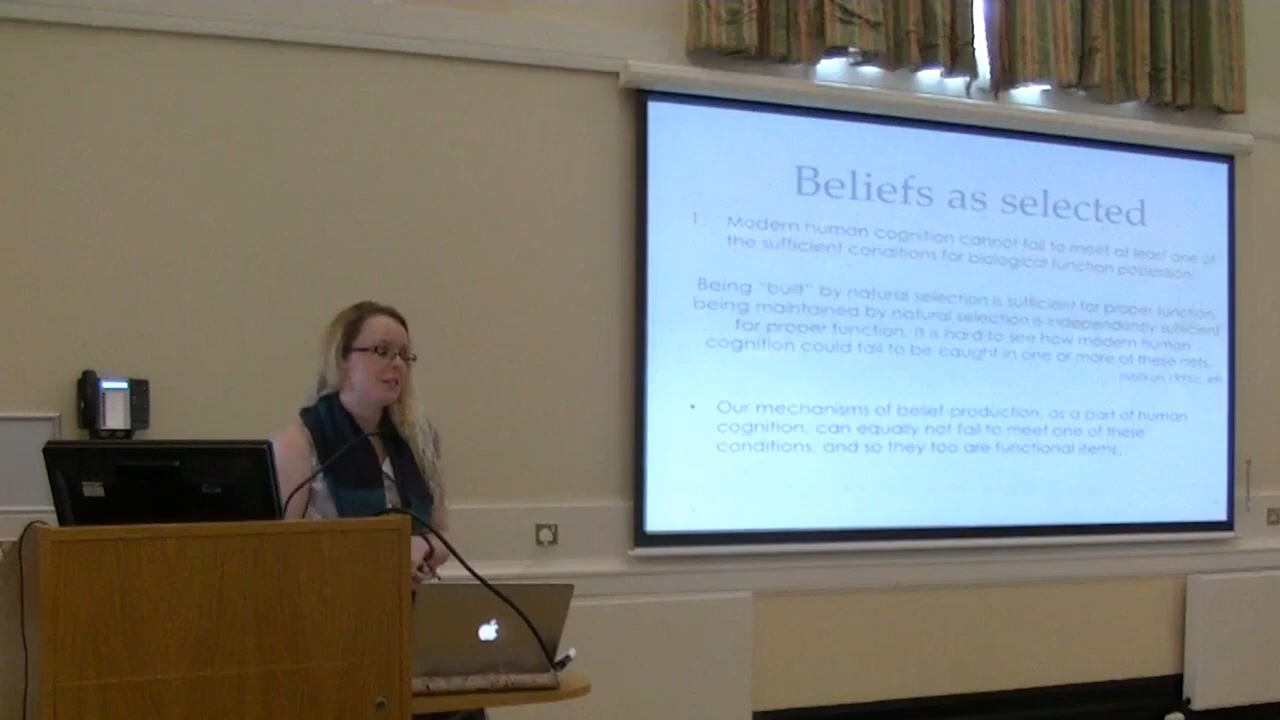 Beliefs as selected
1. Modern human cognition cannot fail to meet at least one of
the sufficient conditions for biological function possession.
Being "built" by natural selection is sufficient for proper function,
being maintained by natural selection is independently sufficient
for proper function. It is hard to see how modern human
cognition could fail to be caught in one or more of these nets.
• Our mechanisms of belief-production, as a part of human
cognition, can equally not fail to meet one of these
conditions, and so they too are functional items.